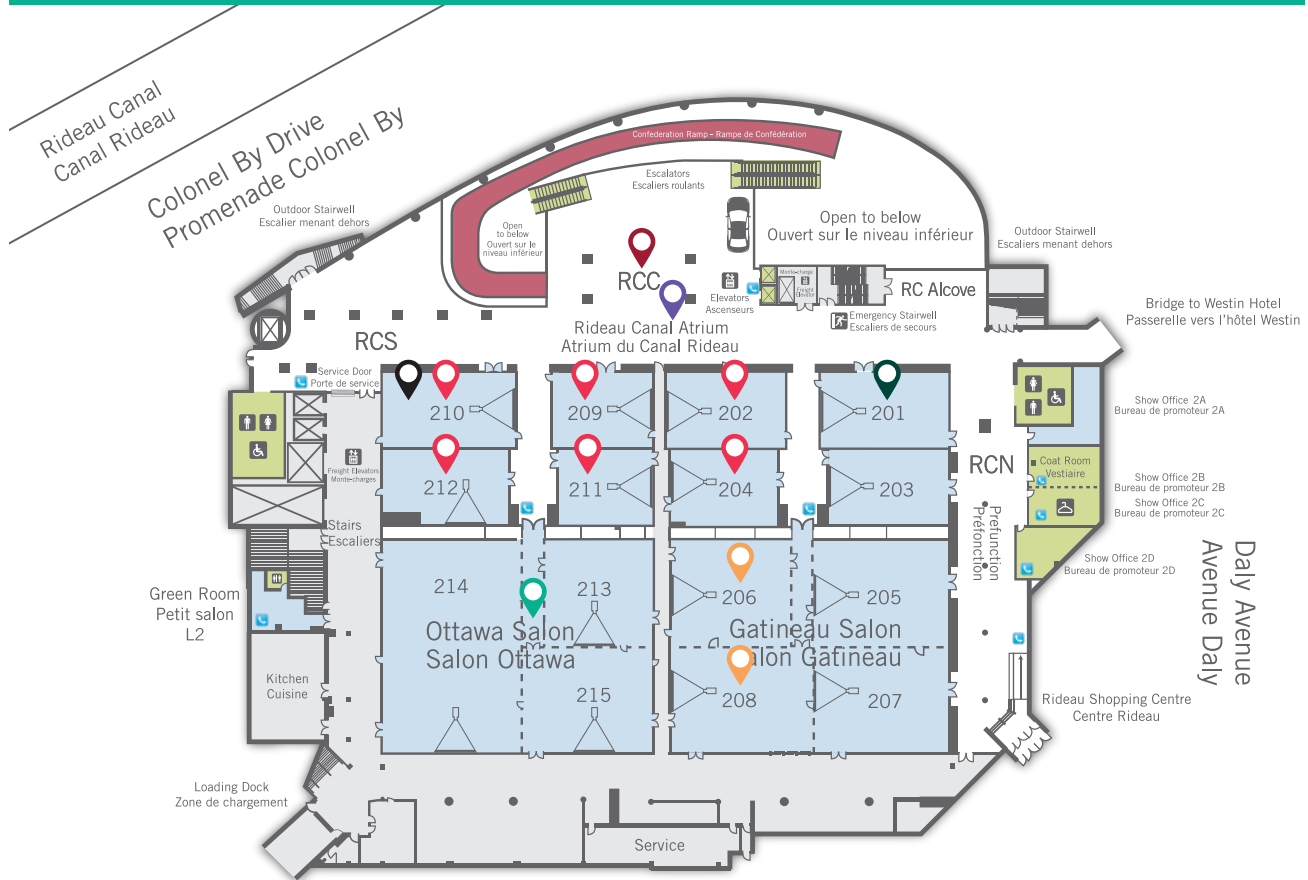 Rideau Canal
Canal Rideau
Colonel By Drive
Promenade Colonel By
Confederation Ramp – Rampe de Confédération
Escalators
Escaliers roulants
Outdoor Stairwell
Escalier menant dehors
Open
to below
Ouvert sur le
niveau inférieur
Open to below
Ouvert sur le niveau inférieur
Outdoor Stairwell
Escaliers menant dehors
RCC
Monte-charge
Freight
Elevator
RC Alcove
Elevators
Ascenseurs
Emergency Stairwell
Escaliers de secours
Bridge to Westin Hotel
Passerelle vers l'hôtel Westin
Rideau Canal Atrium
Atrium du Canal Rideau
RCS
Service Door
Porte de service
210
209
202
201
Show Office 2A
Bureau de promoteur 2A
Freight Elevators
Monte-charges
212
211
204
203
RCN
Coat Room
Vestiaire
Show Office 2B
Bureau de promoteur 2B
Show Office 2C
Bureau de promoteur 2C
Stairs
Escaliers
Prefunction
Préfonction
Show Office 2D
Bureau de promoteur 2D
Daly Avenue
Avenue Daly
Green Room
Petit salon
L2
214
213
206
205
Ottawa Salon
Salon Ottawa
Gatineau Salon
alon Gatineau
Kitchen
Cuisine
215
208
207
Rideau Shopping Centre
Centre Rideau
Loading Dock
Zone de chargement
Service